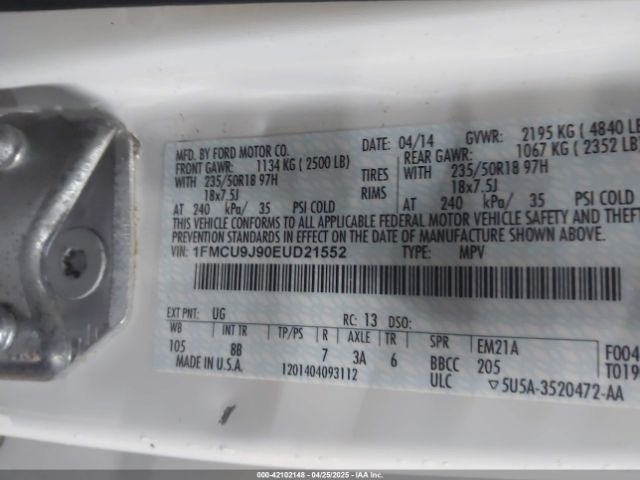 MFD. BY FORD MOTOR CO. DATE: 04/14 GVWR: 2195 KG ( 4840 LB
FRONT GAWR: 1134 KG ( 2500 LB) REAR GAWR: 1067 KG ( 2352 LB)
WITH 235/50R18 97H TIRES WITH 235/50R18 97H
18x7.5J RIMS 18x7.5J
AT 240 kPa/ 35 PSI COLD AT 240 kPa/ 35 PSI COLD
THIS VEHICLE CONFORMS TO ALL APPLICABLE FEDERAL MOTOR VEHICLE SAFETY AND THEFT
PREVENTION STANDARDS IN EFFECT ON THE DATE OF MANUFACTURE SHOWN ABOVE.
VIN: 1FMCU9J90EUD21552 TYPE: MPV
EXT PNT: UG RC: 13 DSO:
WB INT TR TP/PS R AXLE TR SPR EM21A F004
105 8B 7 3A 6 BBCC 205 T019
MADE IN U.S.A. 1201404093112 ULC ▽5U5A-3520472-AA
000-42102148 - 04/25/2025 - IAA Inc.